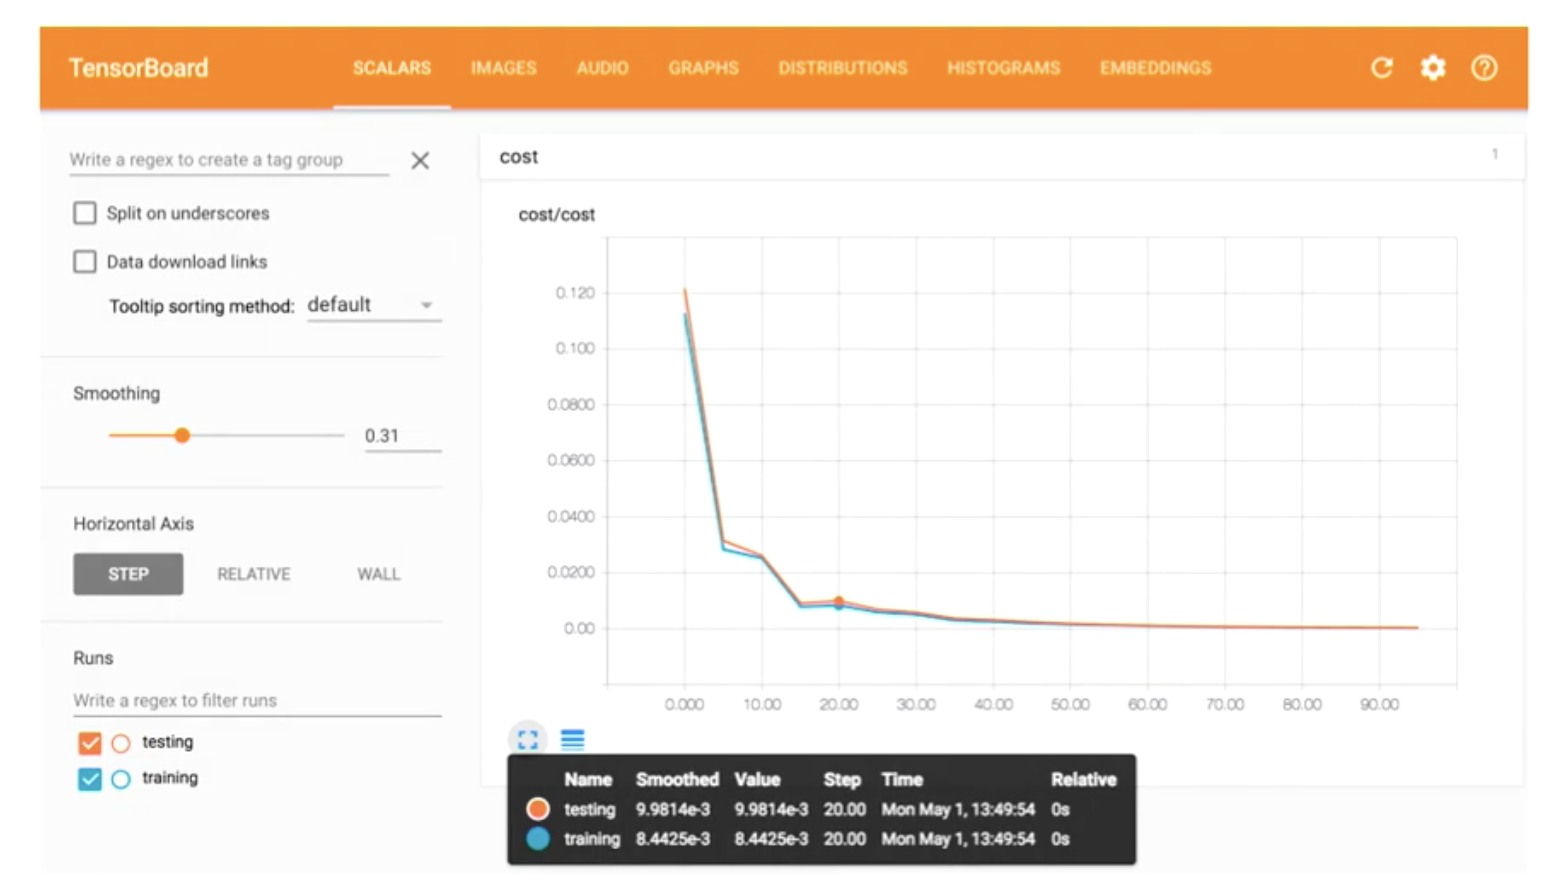 TensorBoard SCALARS IMAGES AUDIO GRAPHS DISTRIBUTIONS HISTOGRAMS EMBEDDINGS
Write a regex to create a tag group
Split on underscores
Data download links
Tooltip sorting method: default
Smoothing
0.31
Horizontal Axis
STEP RELATIVE WALL
Runs
Write a regex to filter runs
testing
training
cost 1
cost/cost
0.120
0.100
0.0800
0.0600
0.0400
0.0200
0.00
0.000 10.00 20.00 30.00 40.00 50.00 60.00 70.00 80.00 90.00
Name Smoothed Value Step Time Relative
testing 9.9814e-3 9.9814e-3 20.00 Mon May 1, 13:49:54 0s
training 8.4425e-3 8.4425e-3 20.00 Mon May 1, 13:49:54 0s